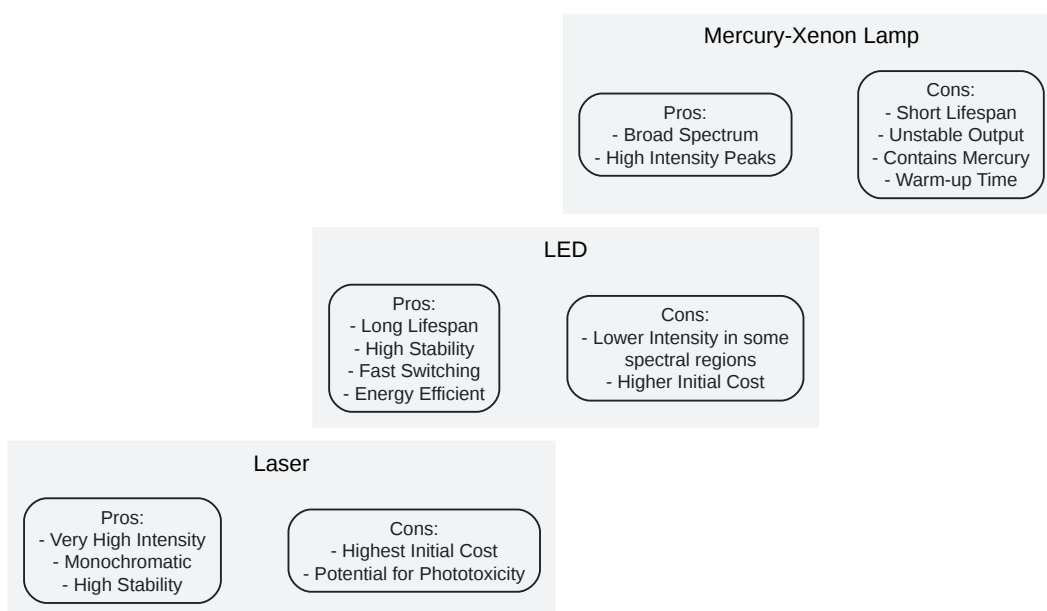 Mercury-Xenon Lamp
Pros:
- Broad Spectrum
- High Intensity Peaks
Cons:
- Short Lifespan
- Unstable Output
- Contains Mercury
- Warm-up Time
LED
Pros:
- Long Lifespan
- High Stability
- Fast Switching
- Energy Efficient
Cons:
- Lower Intensity in some
spectral regions
- Higher Initial Cost
Laser
Pros:
- Very High Intensity
- Monochromatic
- High Stability
Cons:
- Highest Initial Cost
- Potential for Phototoxicity